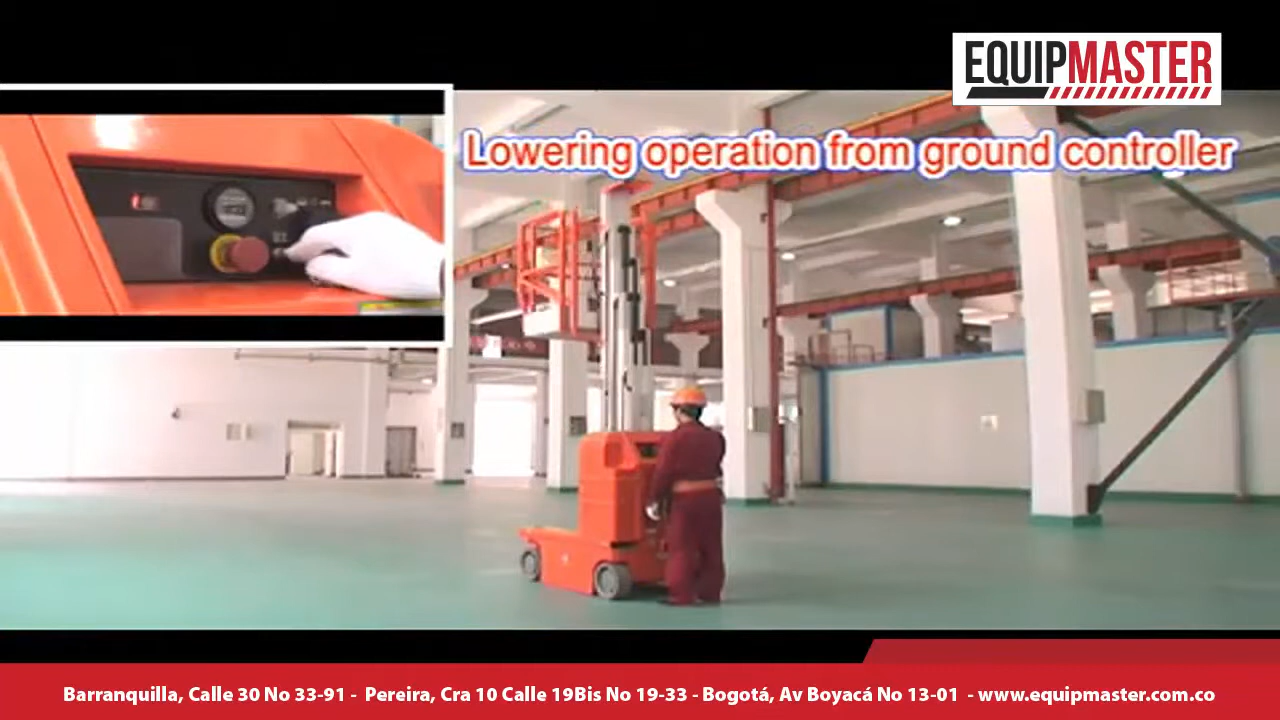 EQUIPMASTER
Lowering operation from ground controller
Barranquilla, Calle 30 No 33-91 - Pereira, Cra 10 Calle 19Bis No 19-33 - Bogotá, Av Boyacá No 13-01 - www.equipmaster.com.co